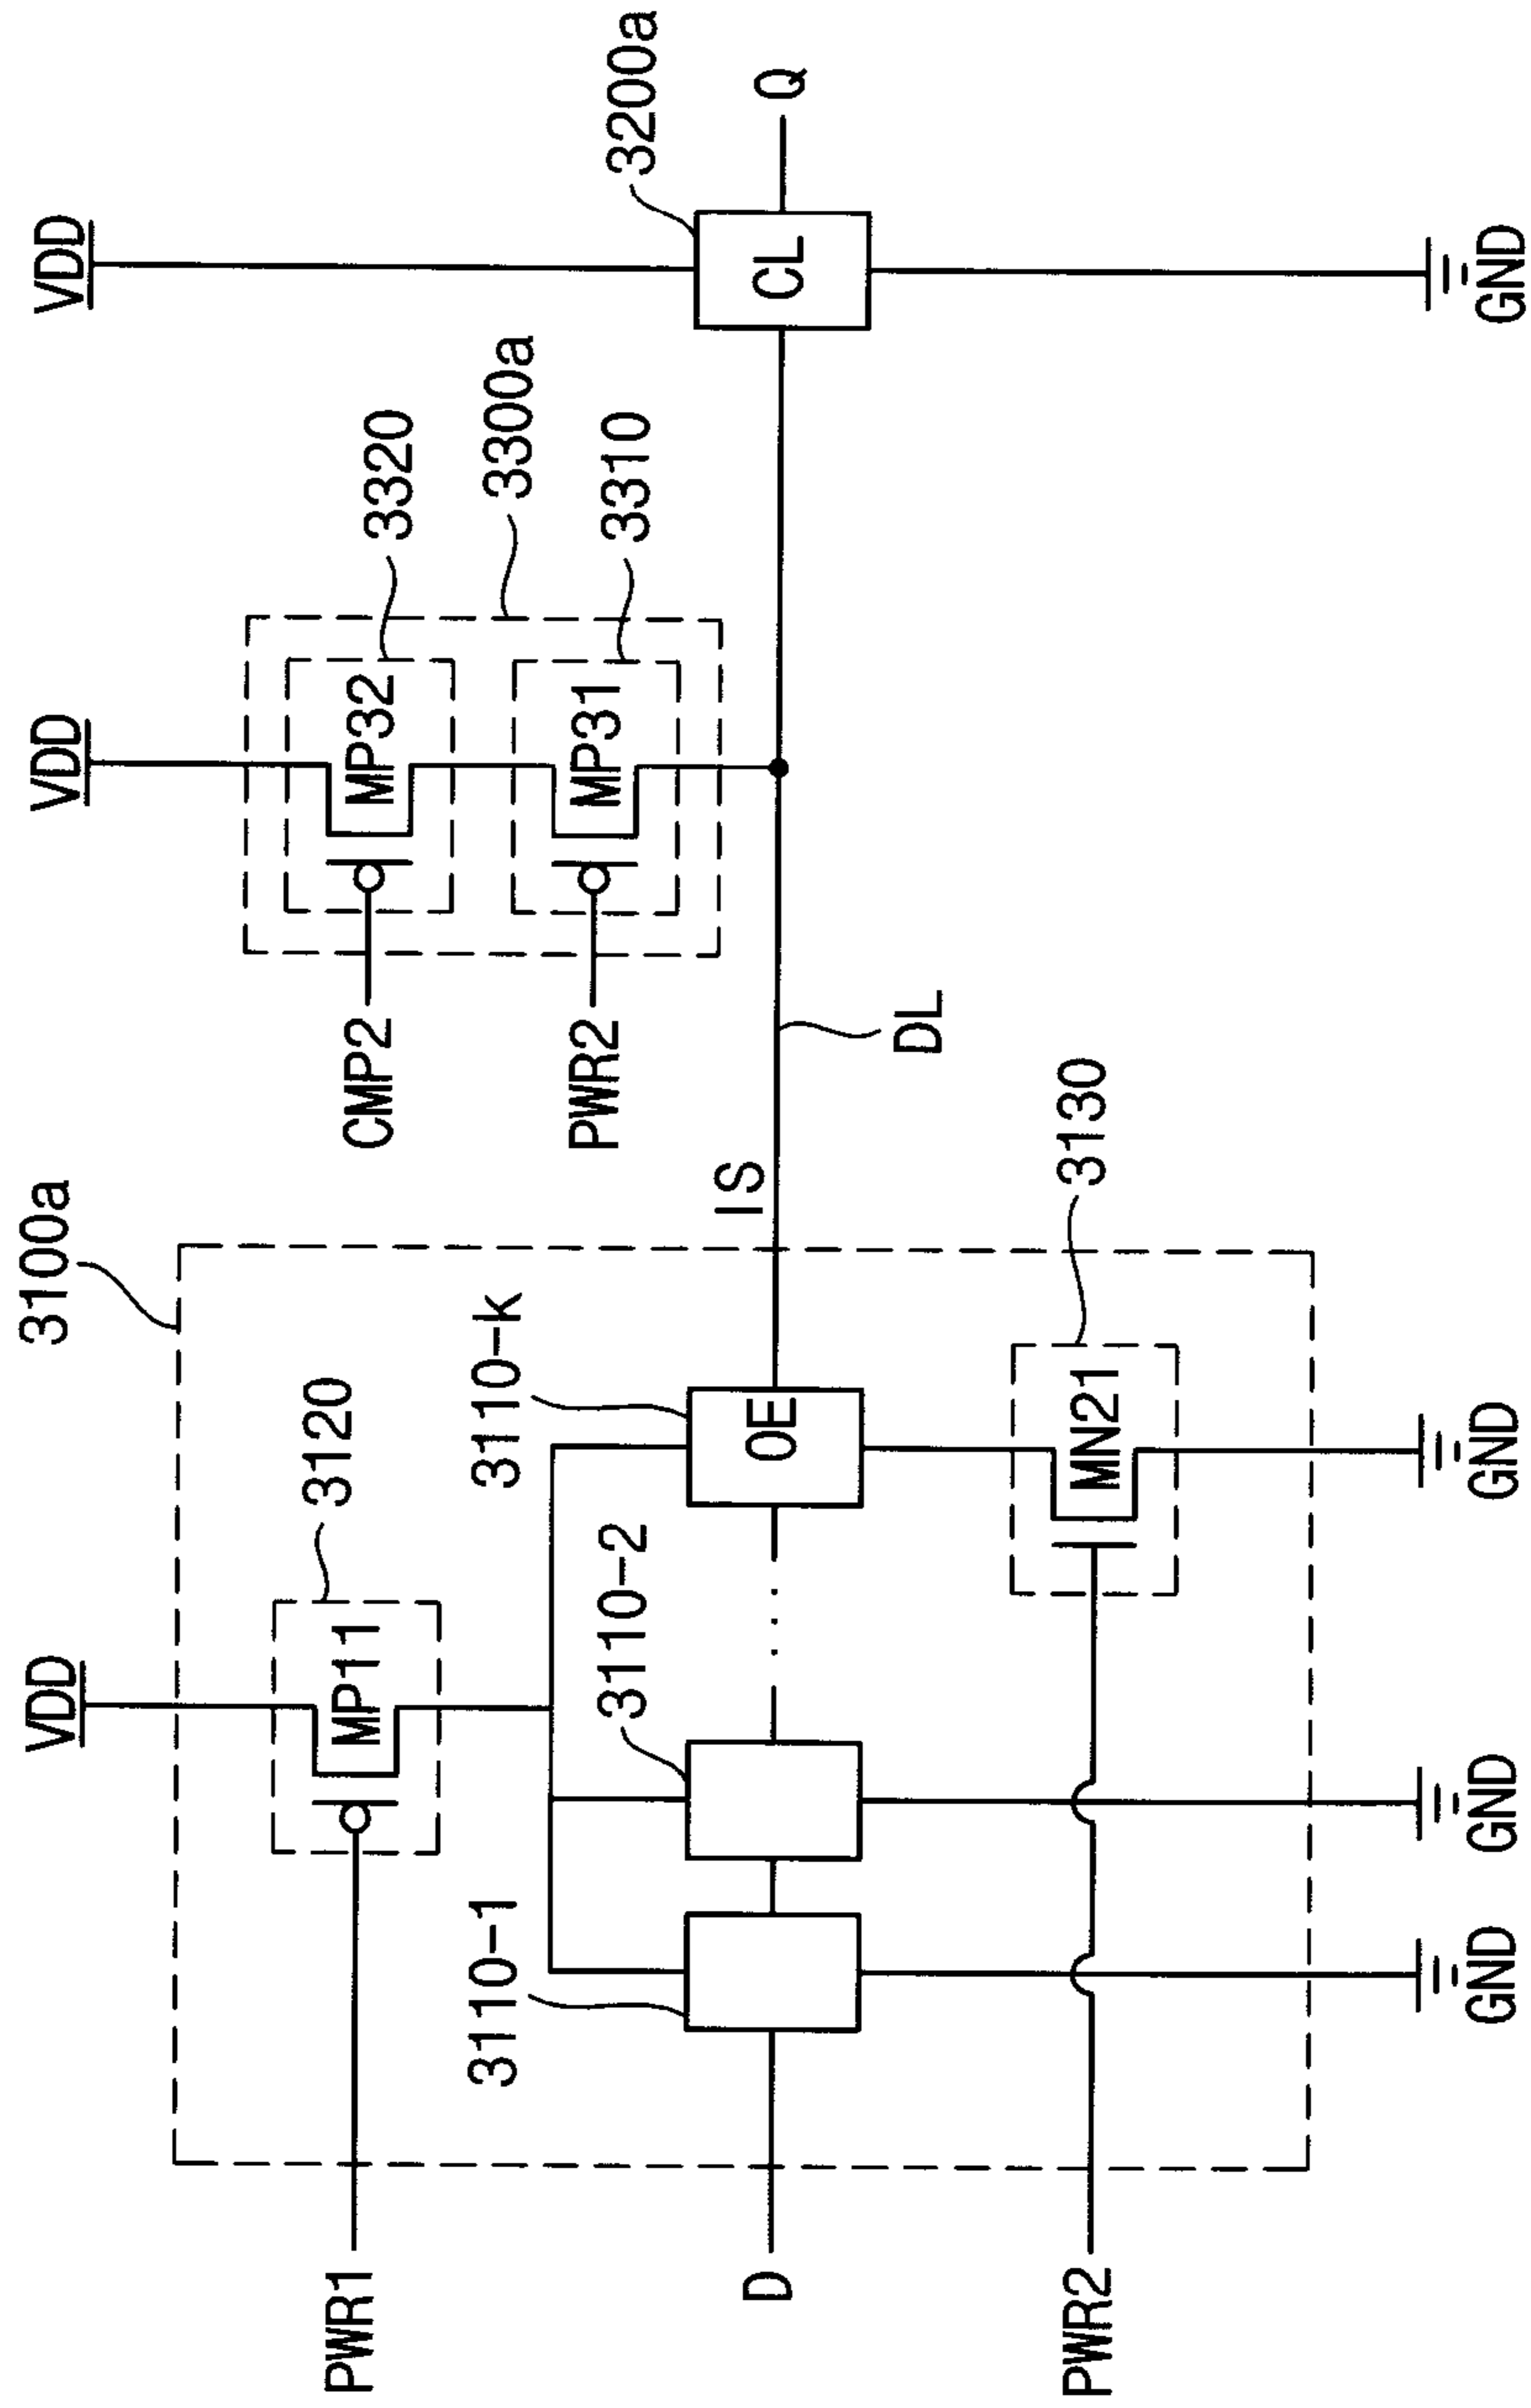 3100a
VDD
VDD
VDD
3120
MP11
PWR1
CMP2
MP32
3320
3300a
PWR2
MP31
3310
3110-1
3110-2
3110-k
3200a
D
OE
IS
DL
CL
Q
PWR2
MN21
3130
GND
GND
GND
GND